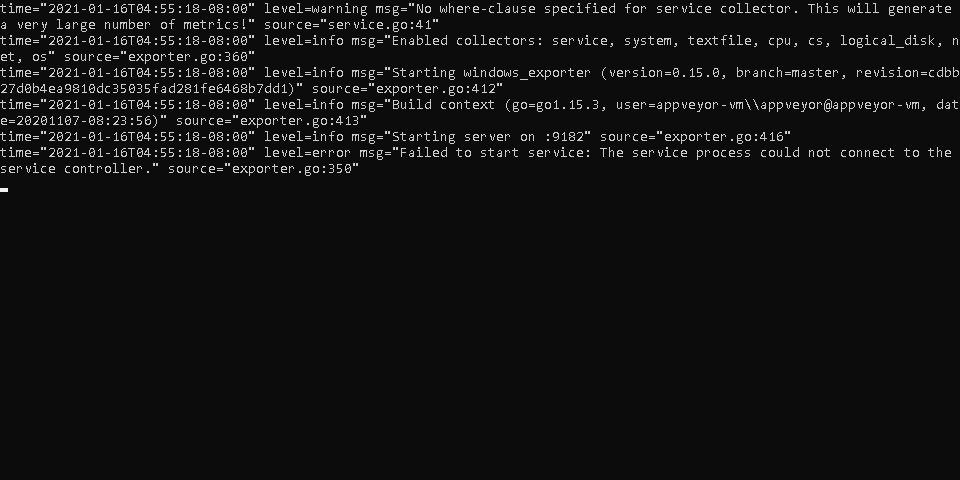 time="2021-01-16T04:55:18-08:00" level=warning msg="No where-clause specified for service collector. This will generate
a very large number of metrics!" source="service.go:41"
time="2021-01-16T04:55:18-08:00" level=info msg="Enabled collectors: service, system, textfile, cpu, cs, logical_disk, n
et, os" source="exporter.go:360"
time="2021-01-16T04:55:18-08:00" level=info msg="Starting windows_exporter (version=0.15.0, branch=master, revision=cdbb
27d0b4ea9810dc35035fad281fe6468b7dd1)" source="exporter.go:412"
time="2021-01-16T04:55:18-08:00" level=info msg="Build context (go=go1.15.3, user=appveyor-vm\\appveyor@appveyor-vm, dat
e=20201107-08:23:56)" source="exporter.go:413"
time="2021-01-16T04:55:18-08:00" level=info msg="Starting server on :9182" source="exporter.go:416"
time="2021-01-16T04:55:18-08:00" level=error msg="Failed to start service: The service process could not connect to the
service controller." source="exporter.go:350"